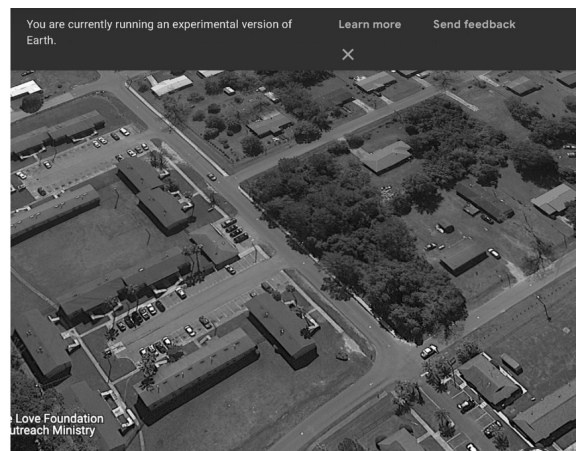 You are currently running an experimental version of
Earth.
Learn more
Send feedback
e Love Foundation
utreach Ministry